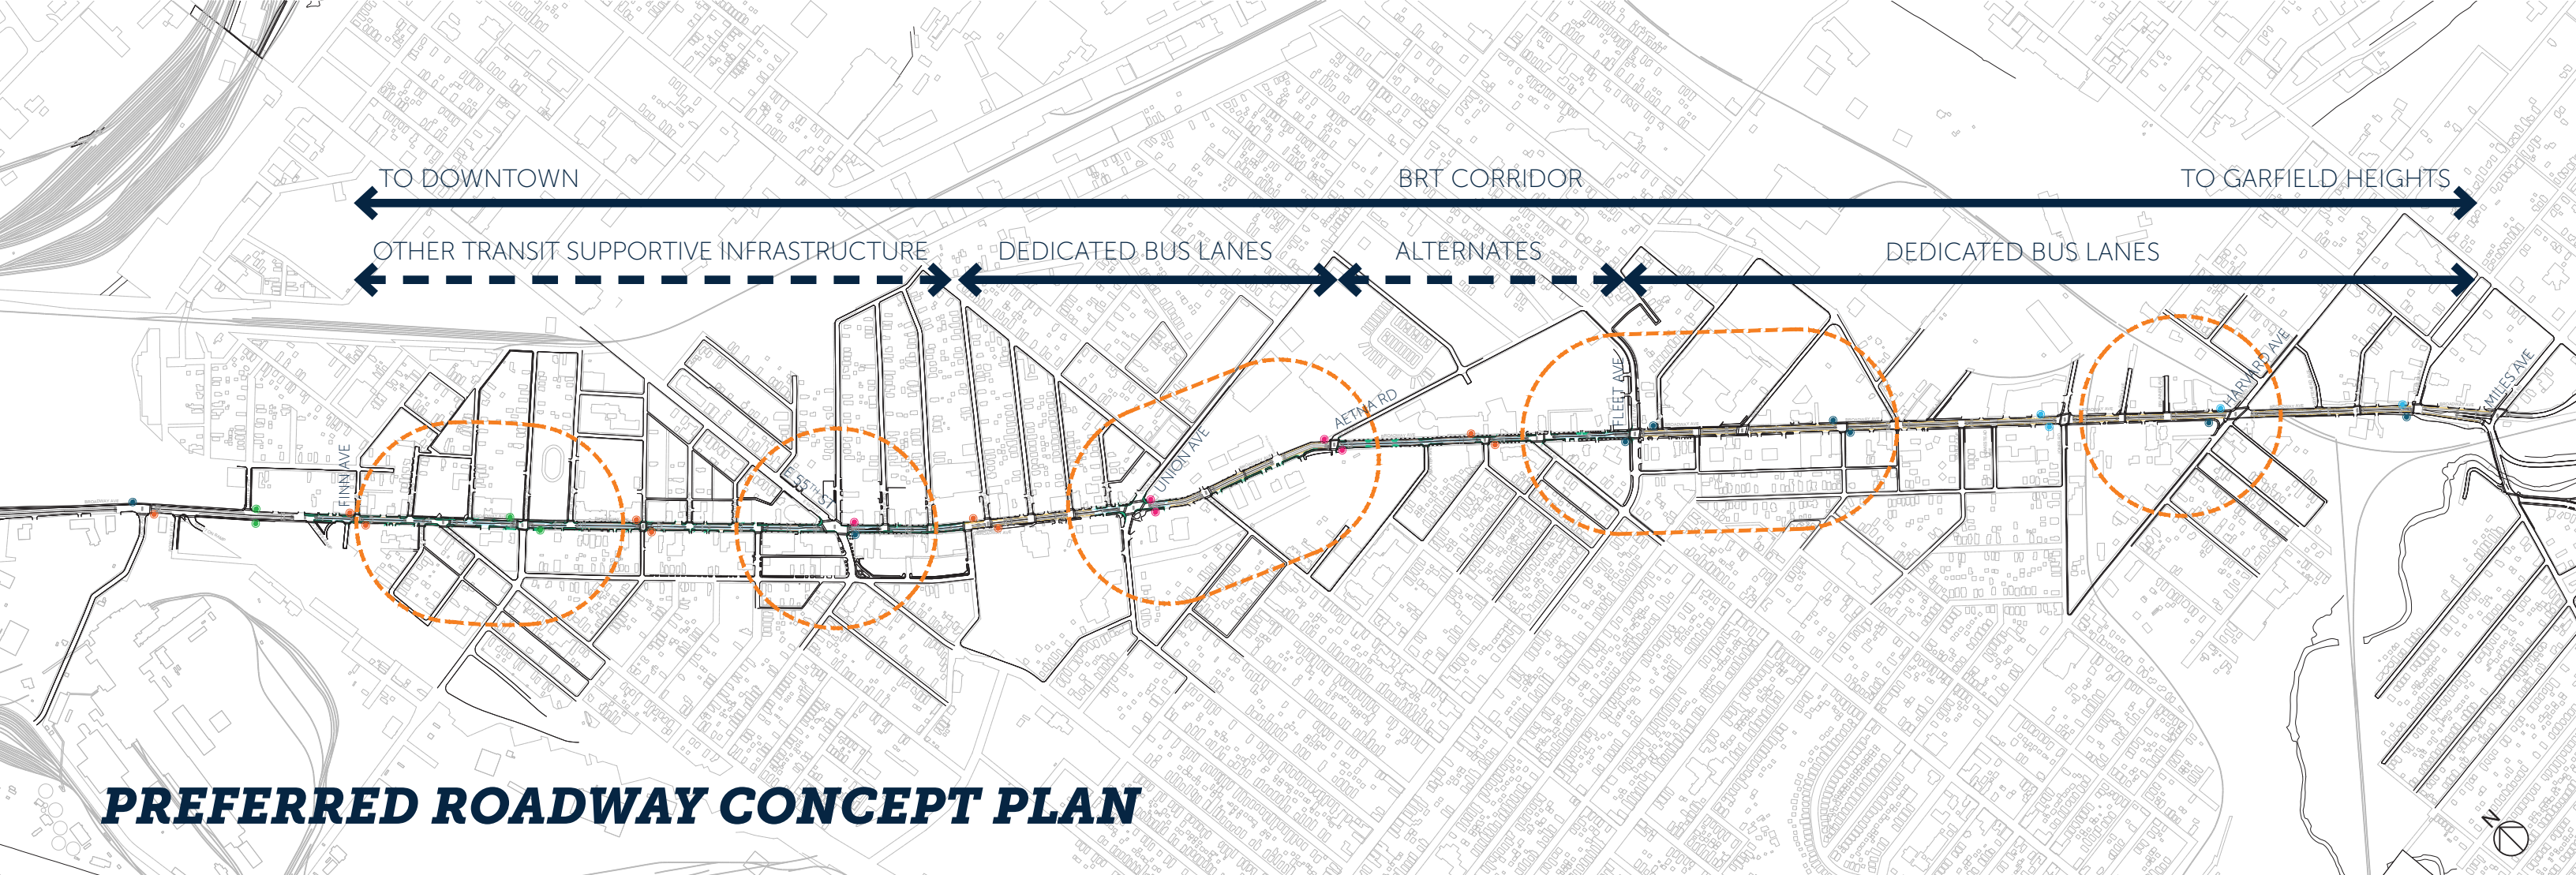 TO DOWNTOWN
BRT CORRIDOR
TO GARFIELD HEIGHTS
OTHER TRANSIT SUPPORTIVE INFRASTRUCTURE
DEDICATED BUS LANES
ALTERNATES
DEDICATED BUS LANES
FINN AVE
E 55TH ST
UNION AVE
AETNA RD
FLEET AVE
HARVARD AVE
MILES AVE
PREFERRED ROADWAY CONCEPT PLAN
N